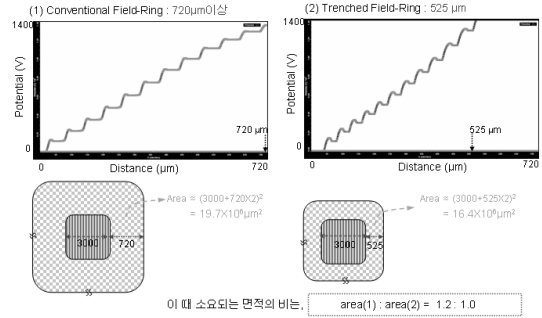 (1) Conventional Field-Ring : 720μm이상
1400
Potential (V)
0
720 μm
0
Distance (μm)
720
(2) Trenched Field-Ring : 525 μm
1400
Potential (V)
0
525 μm
0
Distance (μm)
720
Area = (3000+720X2)²
= 19.7X10⁶μm²
3000
720
Area = (3000+525X2)²
= 16.4X10⁶μm²
3000
525
이 때 소요되는 면적의 비는,
area(1) : area(2) = 1.2 : 1.0